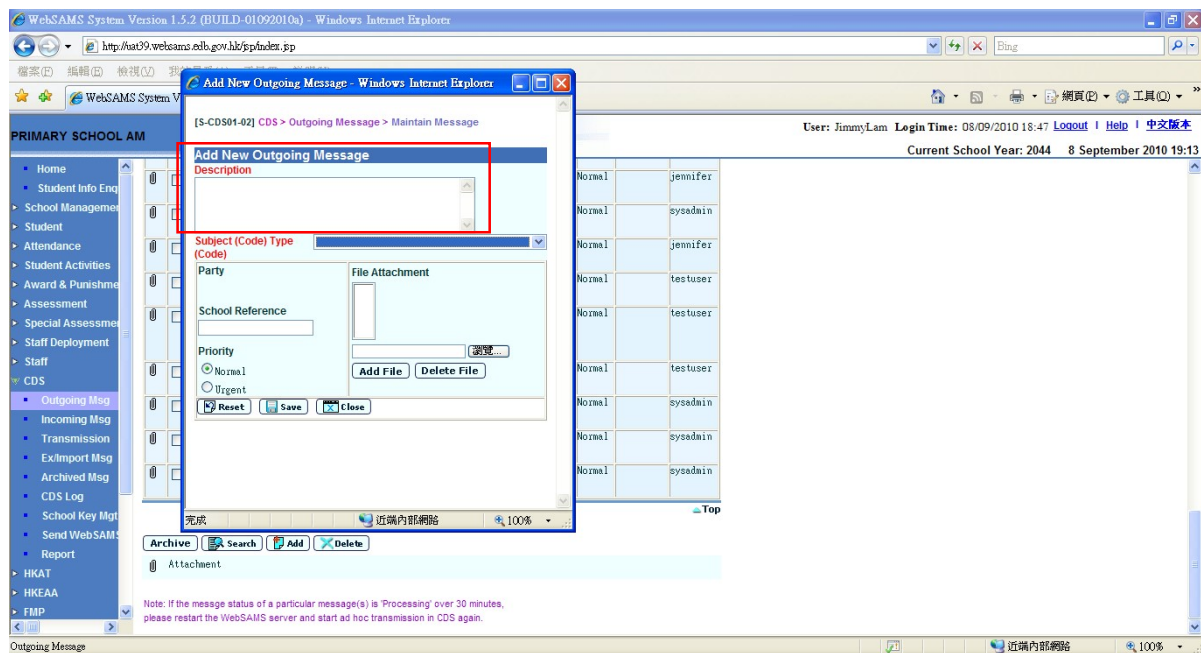 WebSAMS System Version 1.5.2 (BUILD-01092010a) - Windows Internet Explorer
http://uat39.websams.edb.gov.hk/jsp/index.jsp
Bing
檔案(F) 編輯(E) 檢視(V)
WebSAMS System V
網頁(P) 工具(O)
PRIMARY SCHOOL AM
User: JimmyLam Login Time: 08/09/2010 18:47 Logout | Help | 中文版本
Current School Year: 2044 8 September 2010 19:13
Home
Student Info Enq
School Managemen
Student
Attendance
Student Activities
Award & Punishme
Assessment
Special Assessmen
Staff Deployment
Staff
CDS
Outgoing Msg
Incoming Msg
Transmission
Ex/Import Msg
Archived Msg
CDS Log
School Key Mgt
Send WebSAMS
Report
HKAT
HKEAA
FMP
Add New Outgoing Message - Windows Internet Explorer
[S-CDS01-02] CDS > Outgoing Message > Maintain Message
Add New Outgoing Message
Description
Subject (Code) Type
(Code)
Party
File Attachment
School Reference
瀏覽...
Priority
Normal
Urgent
Add File Delete File
Reset Save Close
完成 近端內部網路 100%
Normal jennifer
Normal sysadmin
Normal jennifer
Normal testuser
Normal testuser
Normal testuser
Normal sysadmin
Normal sysadmin
Normal sysadmin
Top
Archive Search Add Delete
Attachment
Note: If the messge status of a particular message(s) is 'Processing' over 30 minutes,
please restart the WebSAMS server and start ad hoc transmission in CDS again.
Outgoing Message 近端內部網路 100%